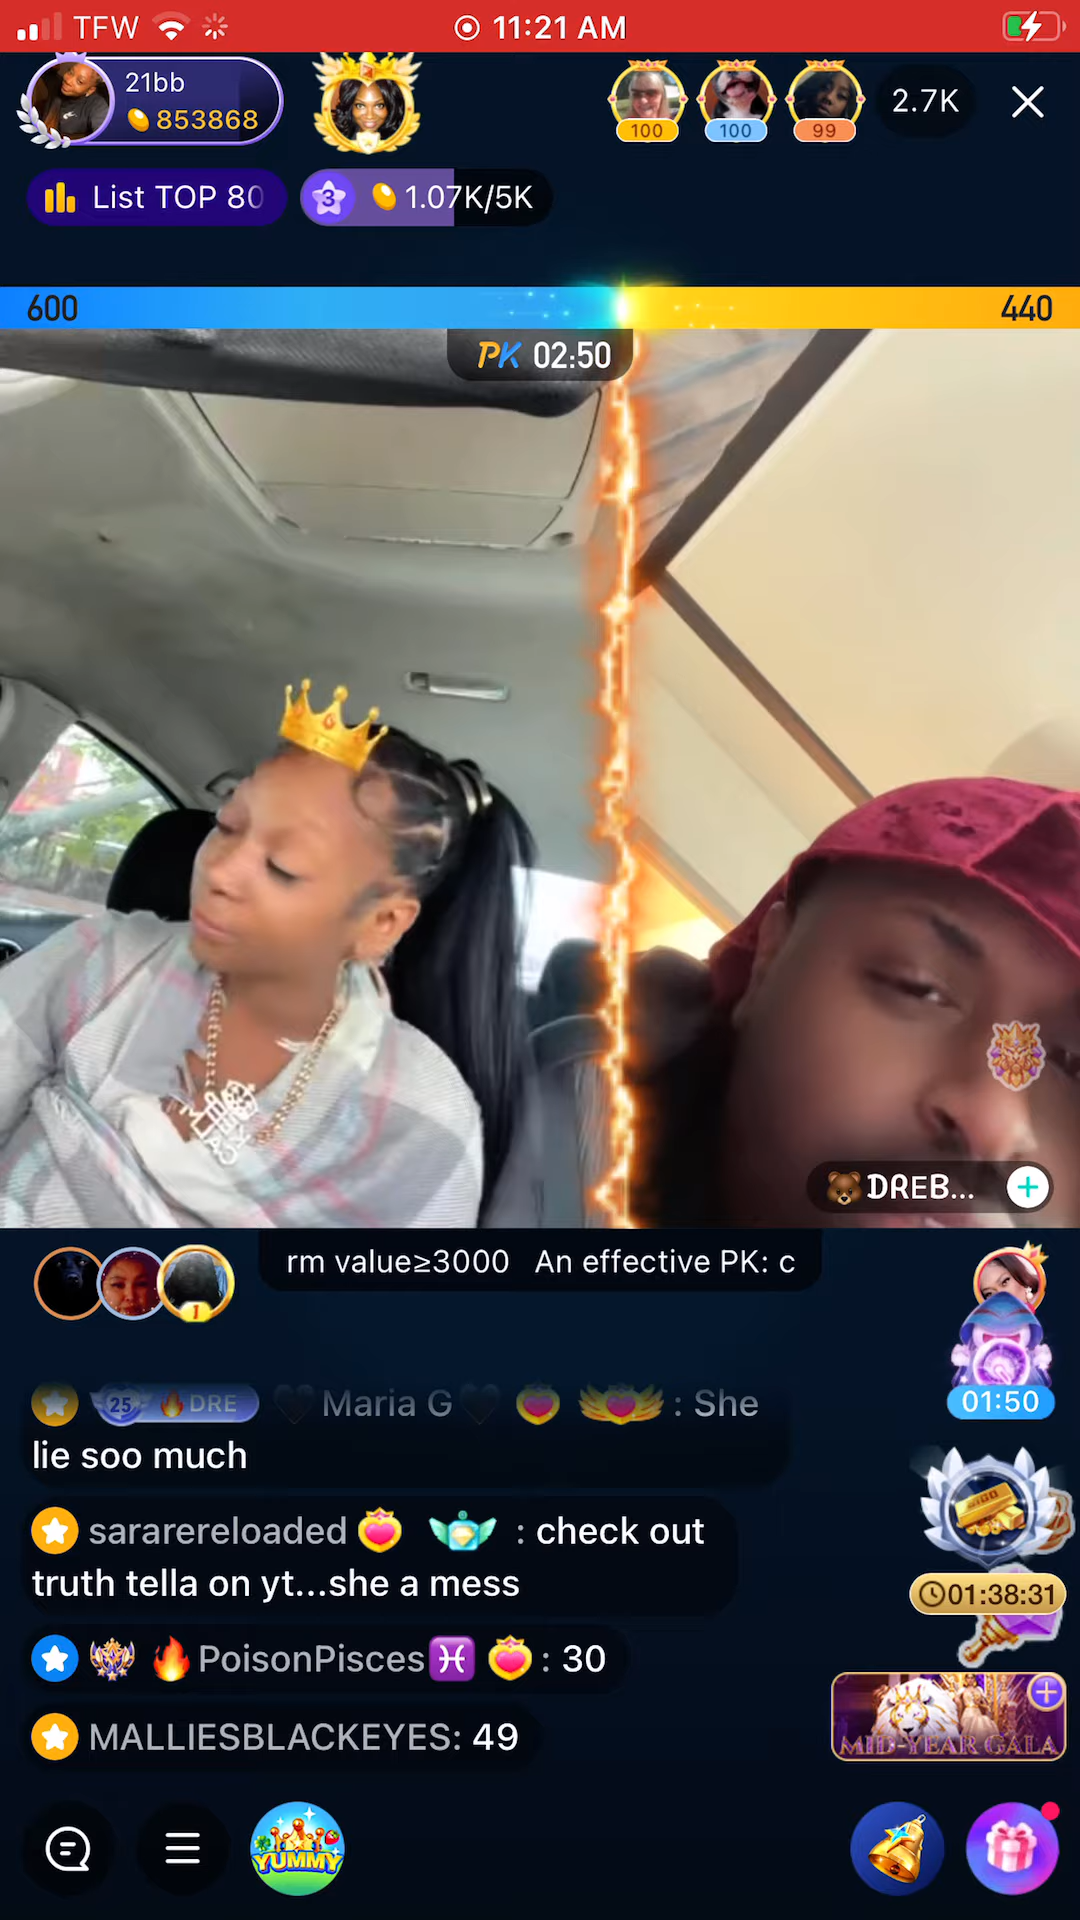 TFW 11:21 AM
21bb
853868
100 100 99 2.7K
List TOP 80
3 1.07K/5K
600 440
PK 02:50
DREB...
rm value≥3000 An effective PK: c
1
25 🔥DRE 🖤Maria G🖤 : She
lie soo much
01:50
sararereloaded : check out
truth tella on yt...she a mess
01:38:31
🔥PoisonPisces♓ : 30
MALLIESBLACKEYES: 49
MID-YEAR GALA
YUMMY